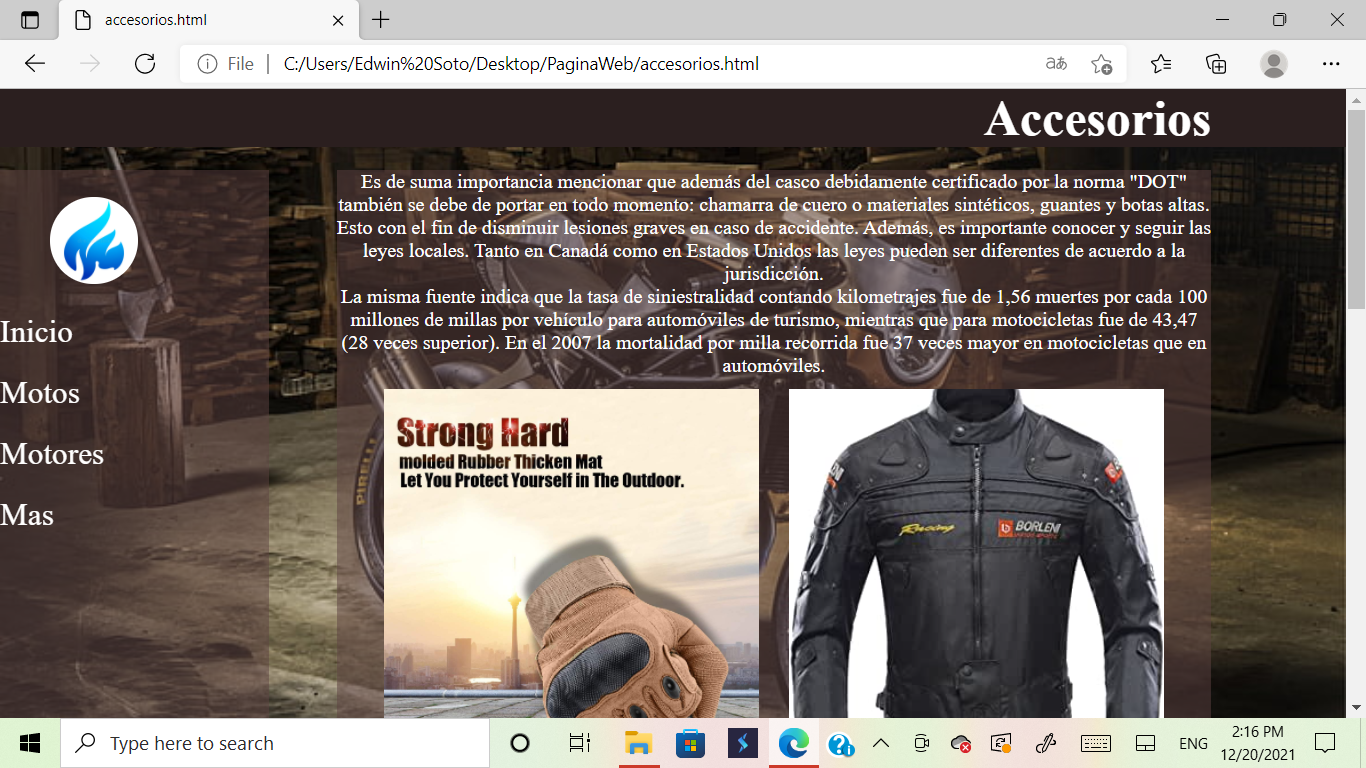 accesorios.html
File
C:/Users/Edwin%20Soto/Desktop/PaginaWeb/accesorios.html
Accesorios
Inicio
Motos
Motores
Mas
Es de suma importancia mencionar que además del casco debidamente certificado por la norma "DOT"
también se debe de portar en todo momento: chamarra de cuero o materiales sintéticos, guantes y botas altas.
Esto con el fin de disminuir lesiones graves en caso de accidente. Además, es importante conocer y seguir las
leyes locales. Tanto en Canadá como en Estados Unidos las leyes pueden ser diferentes de acuerdo a la
jurisdicción.
La misma fuente indica que la tasa de siniestralidad contando kilometrajes fue de 1,56 muertes por cada 100
millones de millas por vehículo para automóviles de turismo, mientras que para motocicletas fue de 43,47
(28 veces superior). En el 2007 la mortalidad por milla recorrida fue 37 veces mayor en motocicletas que en
automóviles.
PIRELLI
Strong Hard
molded Rubber Thicken Mat
Let You Protect Yourself in The Outdoor.
Racing
BORLENI
Type here to search
ENG
2:16 PM
12/20/2021